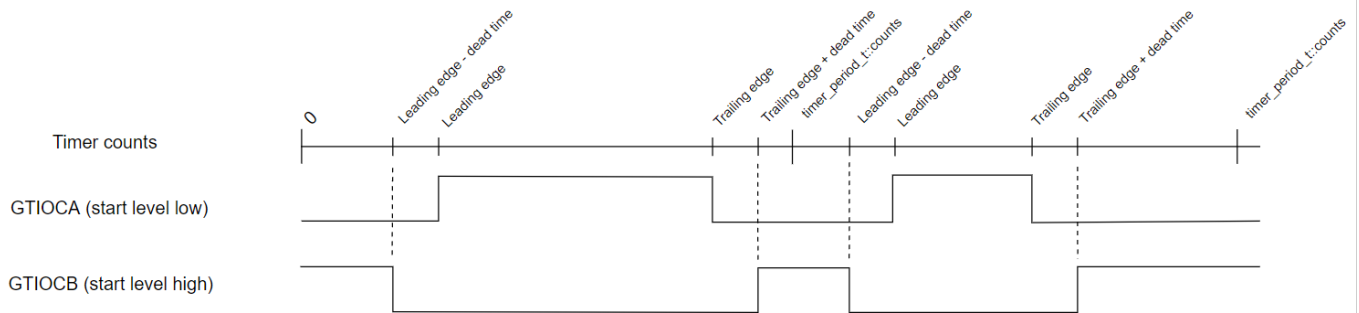 0
Leading edge - dead time
Leading edge
Trailing edge
Trailing edge + dead time
timer_period_t::counts
Leading edge - dead time
Leading edge
Trailing edge
Trailing edge + dead time
timer_period_t::counts
Timer counts
GTIOCA (start level low)
GTIOCB (start level high)